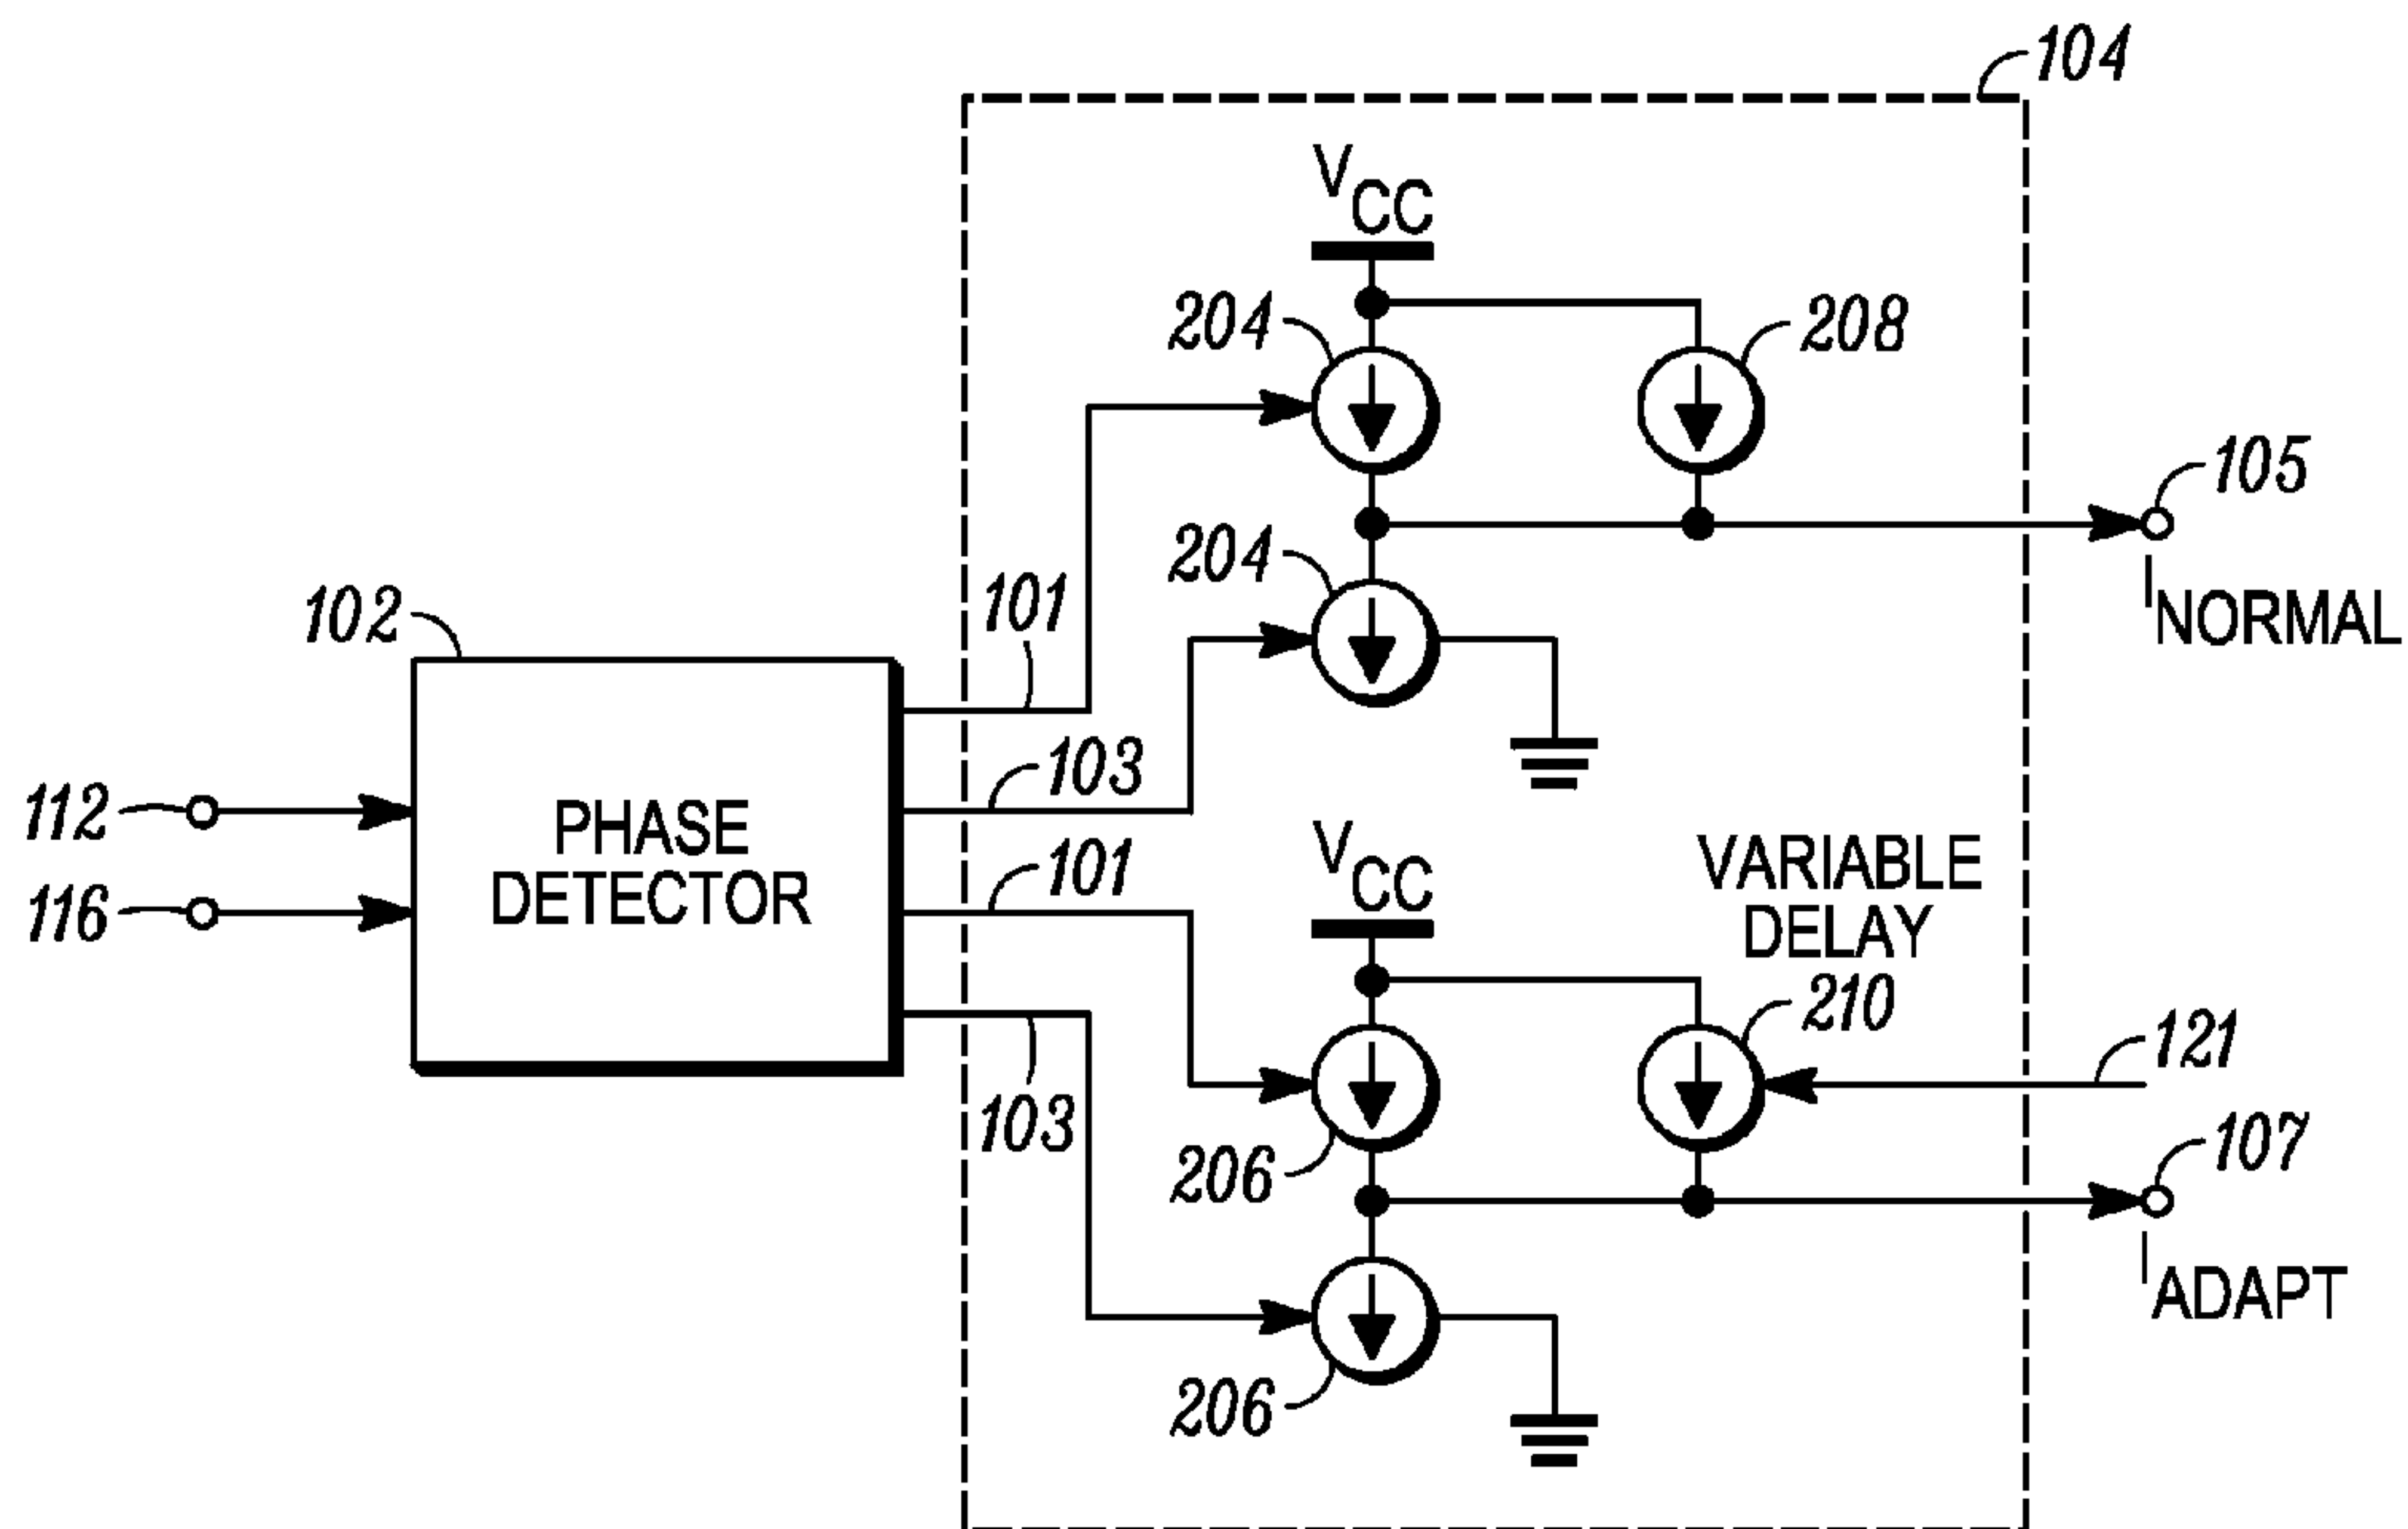 104
VCC
204
208
105
204
INORMAL
102
101
103
112
PHASE
DETECTOR
116
101
VCC
VARIABLE
DELAY
210
121
103
107
206
IADAPT
206